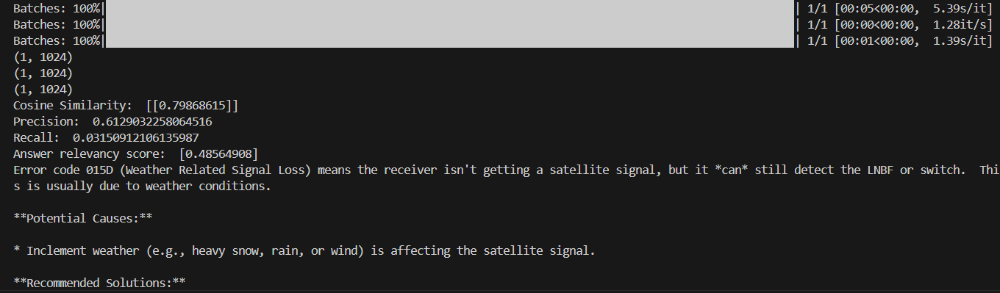 Batches: 100%| | 1/1 [00:05<00:00, 5.39s/it]
Batches: 100%| | 1/1 [00:00<00:00, 1.28it/s]
Batches: 100%| | 1/1 [00:01<00:00, 1.39s/it]
(1, 1024)
(1, 1024)
(1, 1024)
Cosine Similarity:  [[0.79868615]]
Precision:  0.6129032258064516
Recall:  0.03150912106135987
Answer relevancy score:  [0.48564908]
Error code 015D (Weather Related Signal Loss) means the receiver isn't getting a satellite signal, but it *can* still detect the LNBF or switch.  Thi
s is usually due to weather conditions.
**Potential Causes:**
* Inclement weather (e.g., heavy snow, rain, or wind) is affecting the satellite signal.
**Recommended Solutions:**